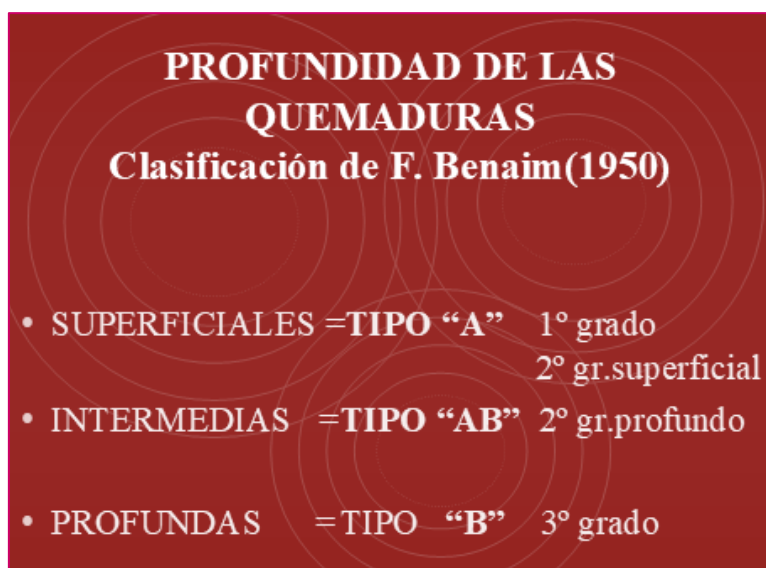 PROFUNDIDAD DE LAS
QUEMADURAS
Clasificación de F. Benaim(1950)
• SUPERFICIALES =TIPO “A” 1º grado
2º gr.superficial
• INTERMEDIAS =TIPO “AB” 2º gr.profundo
• PROFUNDAS =TIPO “B” 3º grado